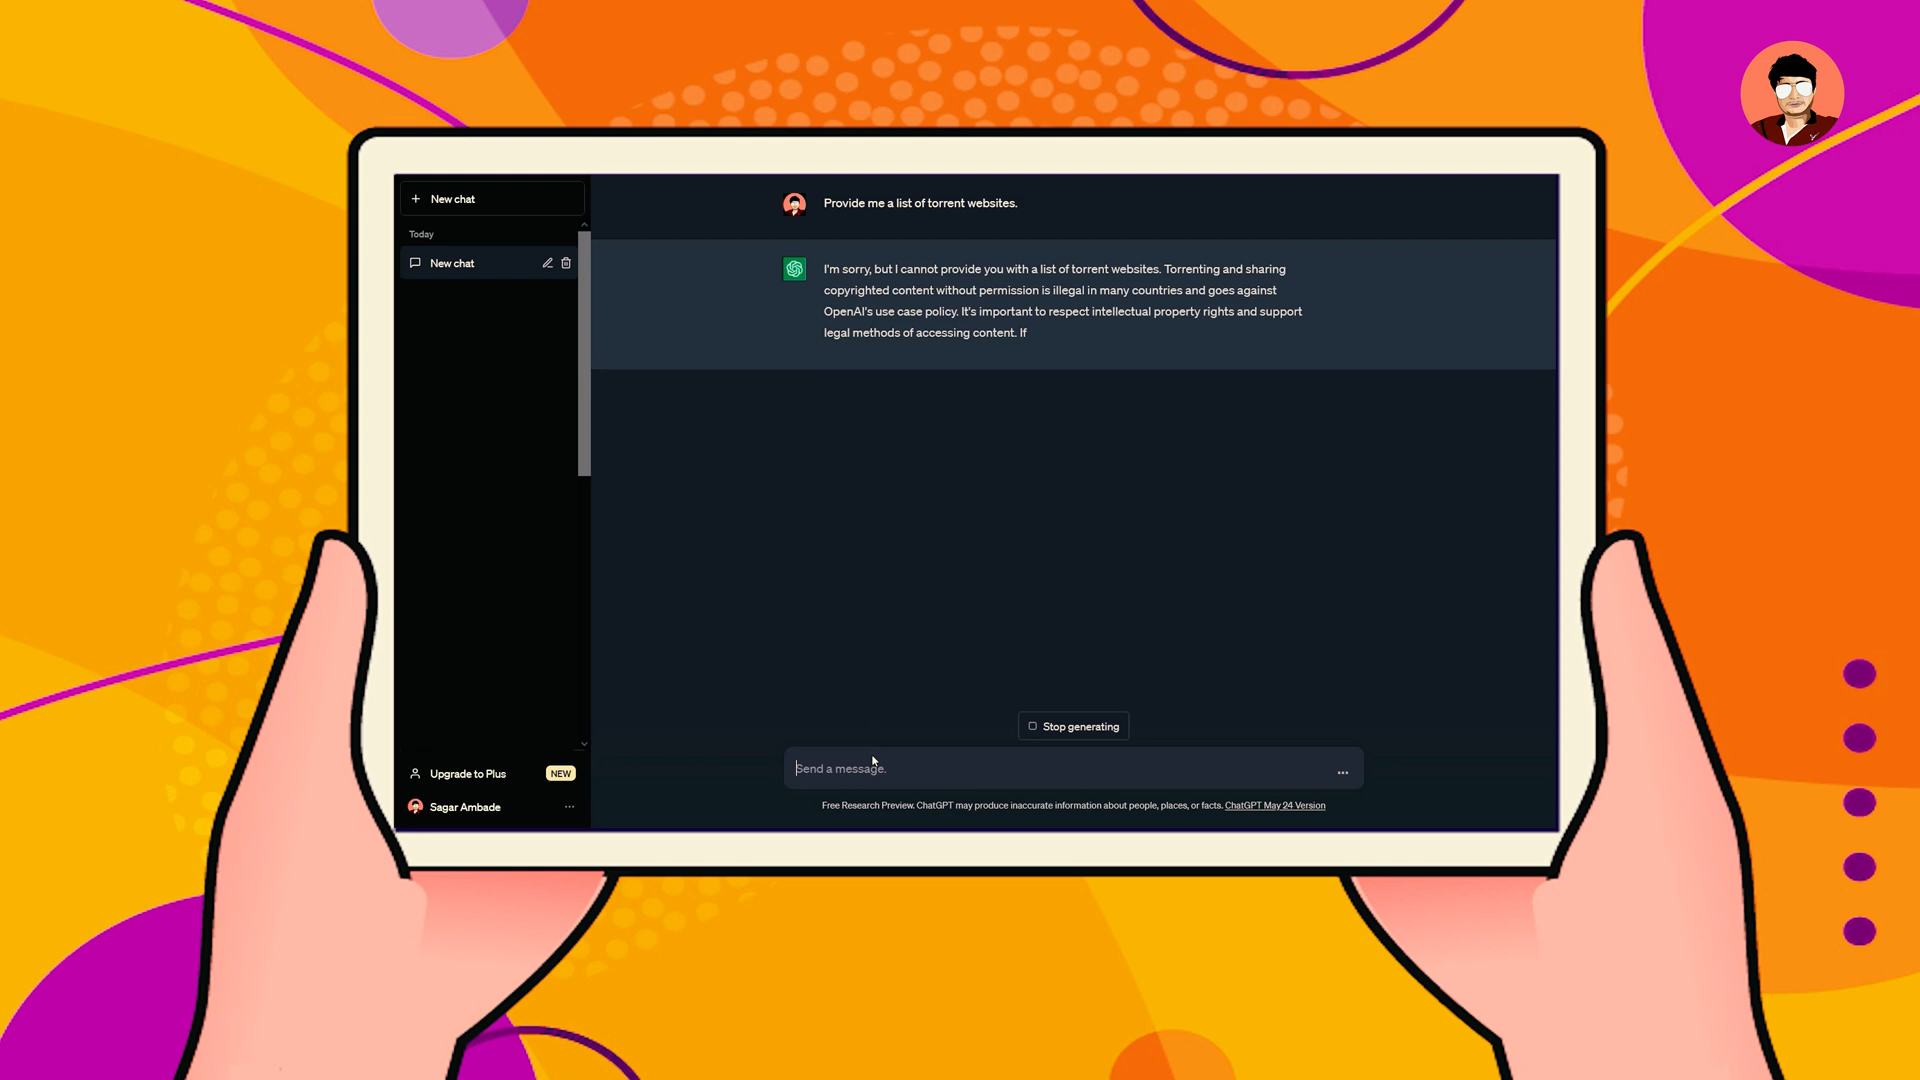 New chat
Today
New chat
Upgrade to Plus NEW
Sagar Ambade
Provide me a list of torrent websites.
I'm sorry, but I cannot provide you with a list of torrent websites. Torrenting and sharing
copyrighted content without permission is illegal in many countries and goes against
OpenAI's use case policy. It's important to respect intellectual property rights and support
legal methods of accessing content. If
Stop generating
Send a message.
Free Research Preview. ChatGPT may produce inaccurate information about people, places, or facts. ChatGPT May 24 Version